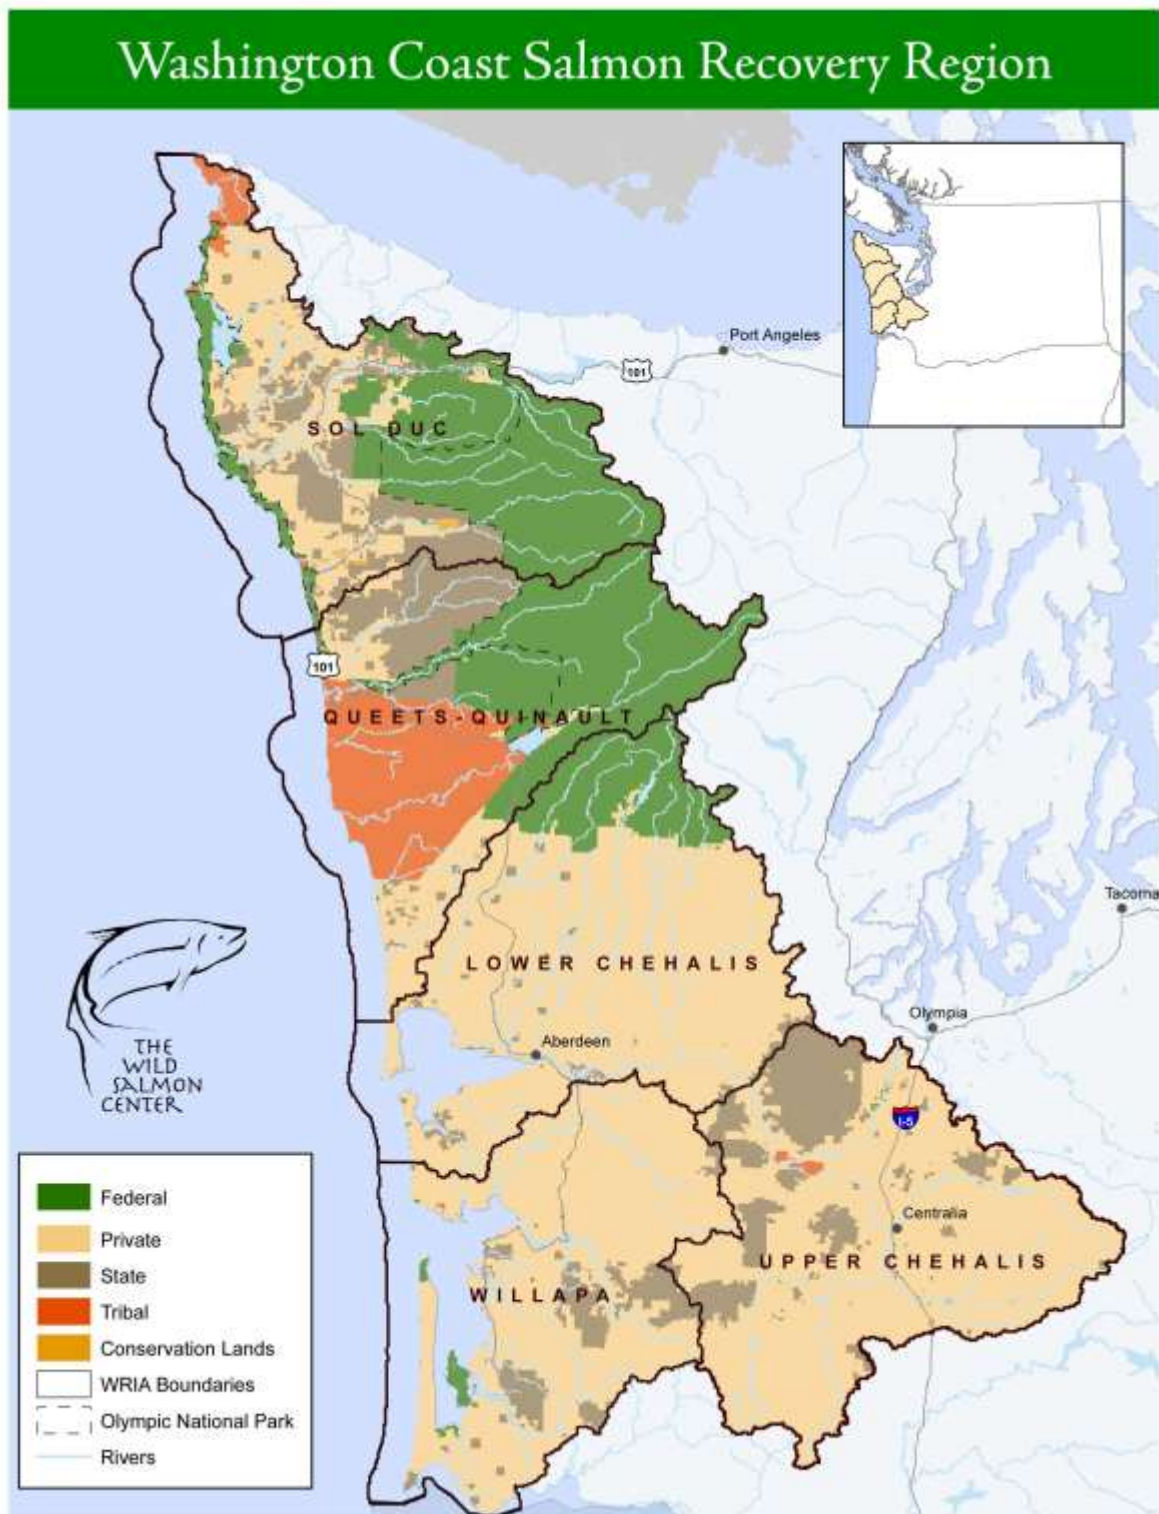 Washington Coast Salmon Recovery Region
Port Angeles
101
SOL DUC
101
QUEETS-QUINAULT
Tacoma
LOWER CHEHALIS
Olympia
Aberdeen
THE
WILD
SALMON
CENTER
I-5
Centralia
UPPER CHEHALIS
WILLAPA
Federal
Private
State
Tribal
Conservation Lands
WRIA Boundaries
Olympic National Park
Rivers